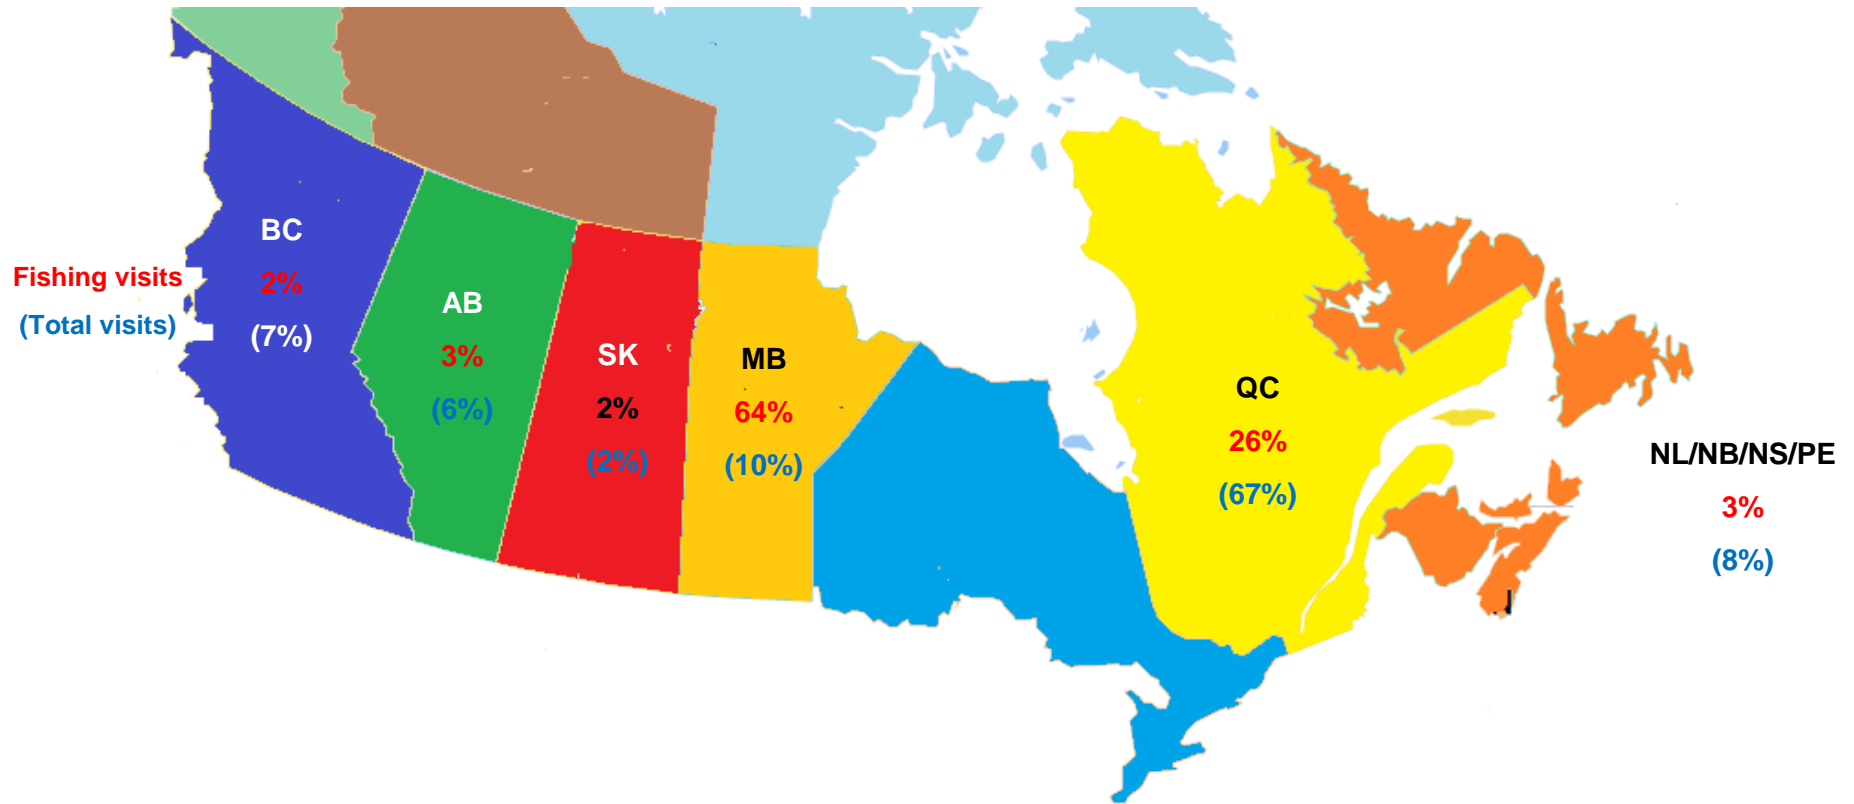 Fishing visits
(Total visits)
BC
2%
(7%)
AB
3%
(6%)
SK
2%
(2%)
MB
64%
(10%)
QC
26%
(67%)
NL/NB/NS/PE
3%
(8%)